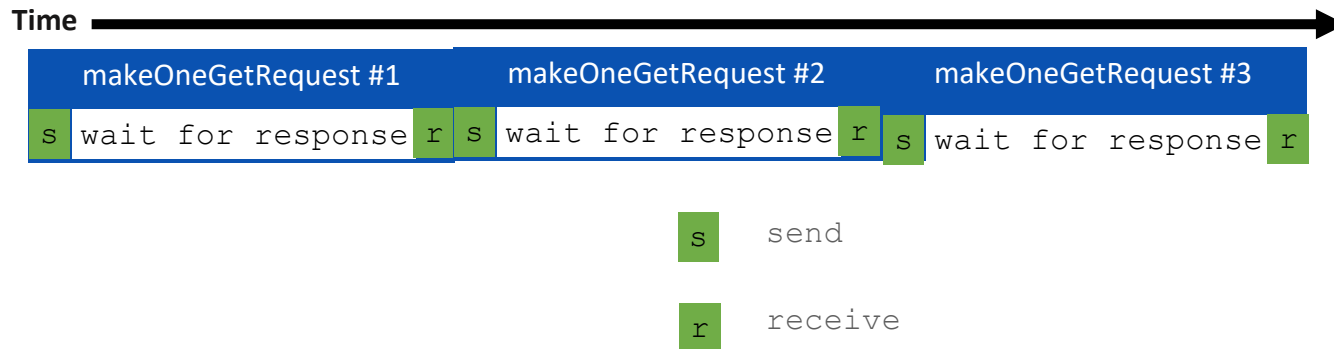 Time
makeOneGetRequest #1 makeOneGetRequest #2 makeOneGetRequest #3
s wait for response r s wait for response r s wait for response r
s send
r receive